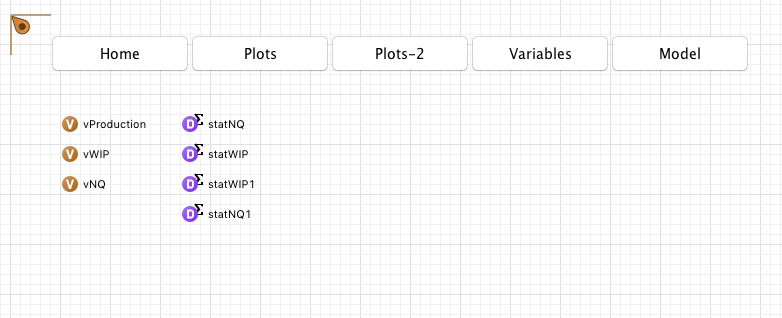 Home Plots Plots-2 Variables Model
V vProduction D Σ statNQ
V vWIP D Σ statWIP
V vNQ D Σ statWIP1
D Σ statNQ1